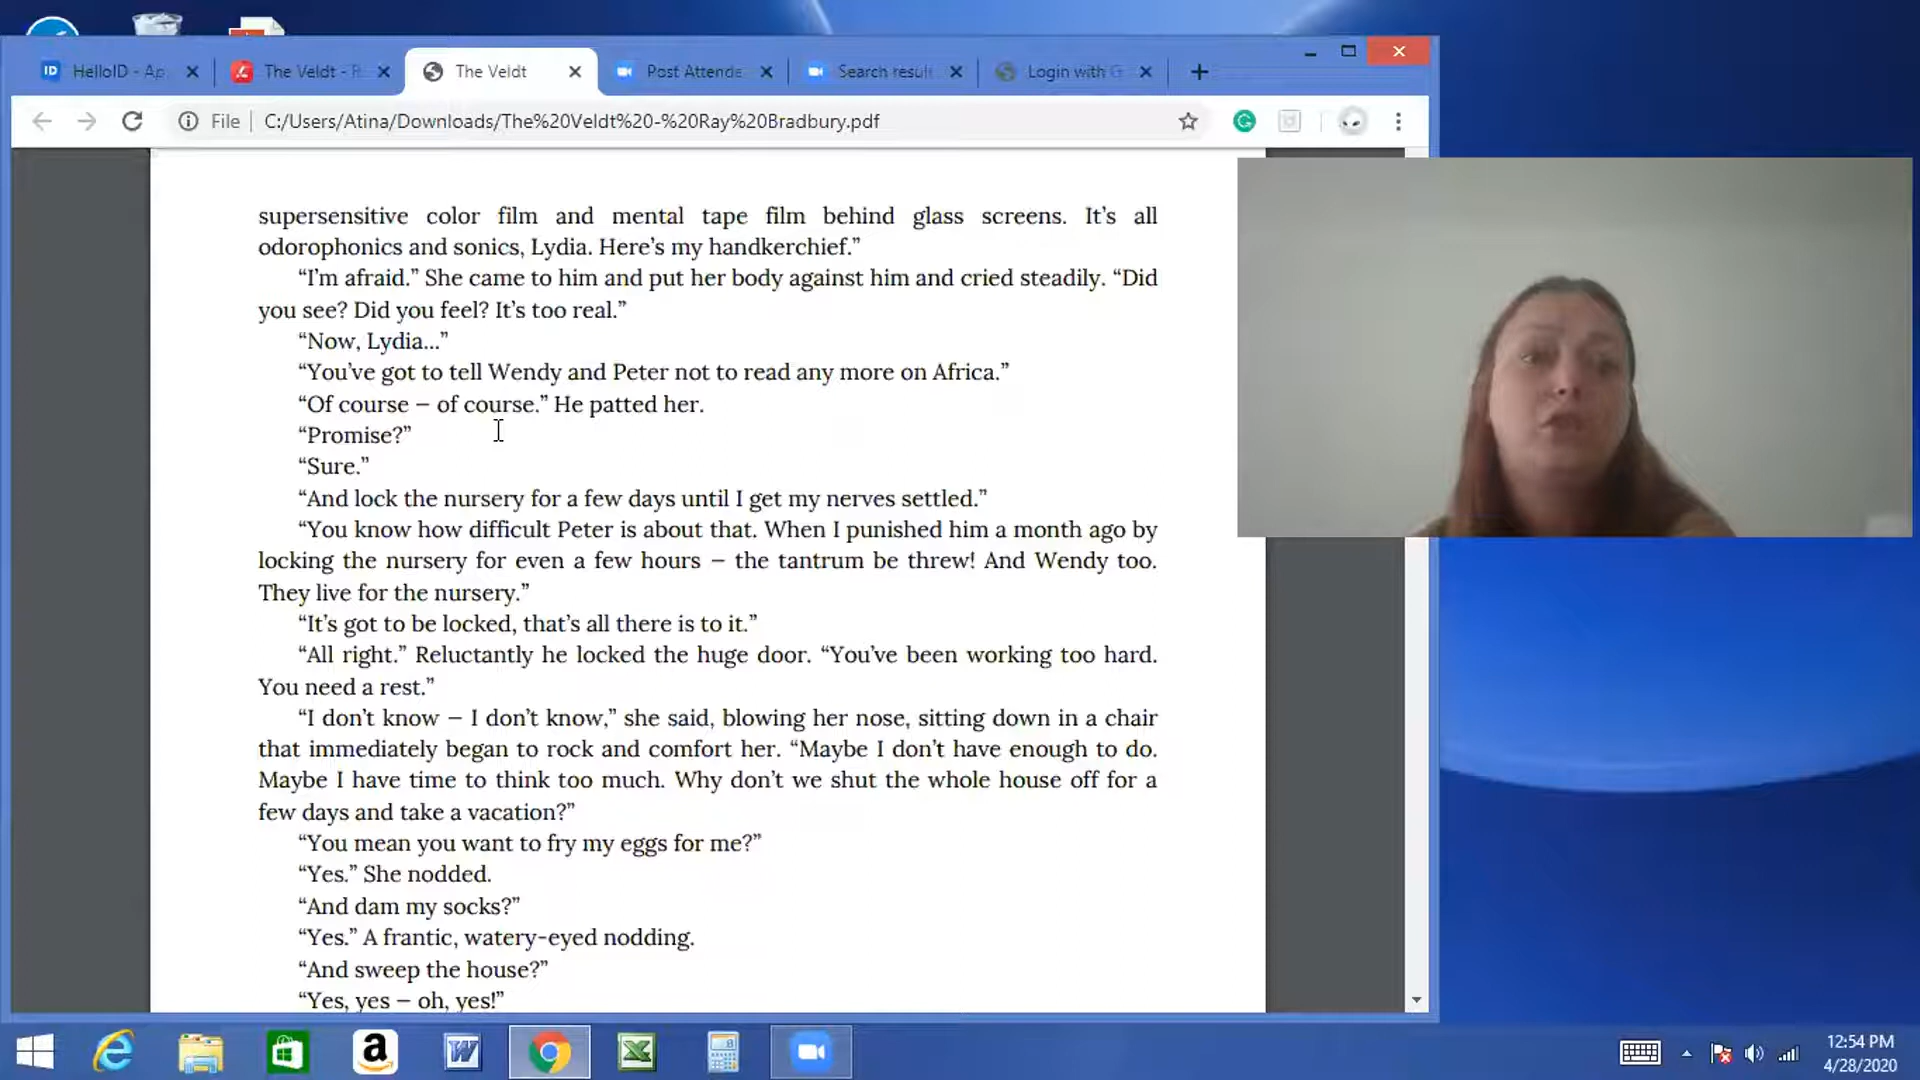 HelloID - Ap
The Veldt - R
The Veldt
Post Attende
Search result
Login with G
File
C:/Users/Atina/Downloads/The%20Veldt%20-%20Ray%20Bradbury.pdf
supersensitive color film and mental tape film behind glass screens. It’s all
odorophonics and sonics, Lydia. Here’s my handkerchief.”
“I’m afraid.” She came to him and put her body against him and cried steadily. “Did
you see? Did you feel? It’s too real.”
“Now, Lydia...”
“You’ve got to tell Wendy and Peter not to read any more on Africa.”
“Of course – of course.” He patted her.
“Promise?”
“Sure.”
“And lock the nursery for a few days until I get my nerves settled.”
“You know how difficult Peter is about that. When I punished him a month ago by
locking the nursery for even a few hours – the tantrum be threw! And Wendy too.
They live for the nursery.”
“It’s got to be locked, that’s all there is to it.”
“All right.” Reluctantly he locked the huge door. “You’ve been working too hard.
You need a rest.”
“I don’t know – I don’t know,” she said, blowing her nose, sitting down in a chair
that immediately began to rock and comfort her. “Maybe I don’t have enough to do.
Maybe I have time to think too much. Why don’t we shut the whole house off for a
few days and take a vacation?”
“You mean you want to fry my eggs for me?”
“Yes.” She nodded.
“And dam my socks?”
“Yes.” A frantic, watery-eyed nodding.
“And sweep the house?”
“Yes, yes – oh, yes!”
12:54 PM
4/28/2020